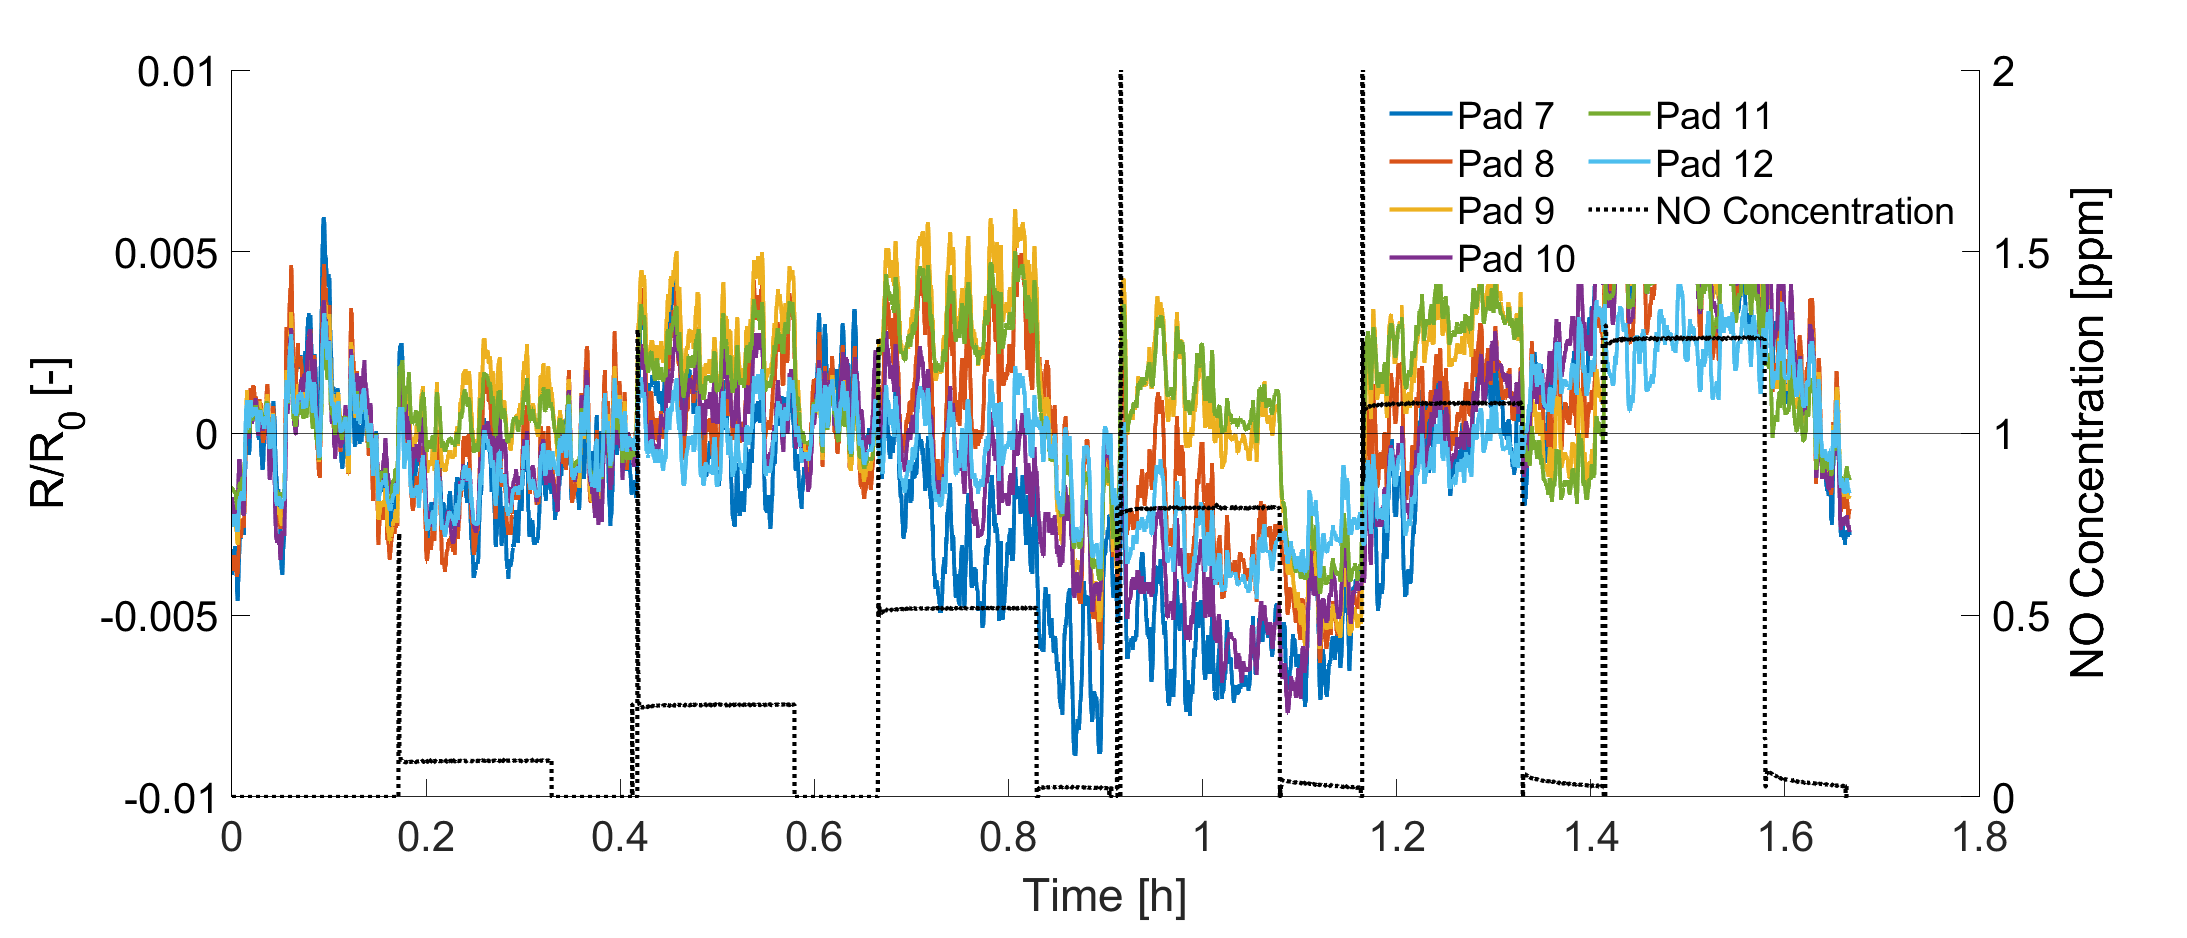 0.01
0.005
0
-0.005
-0.01
R/R0 [-]
2
1.5
1
0.5
0
NO Concentration [ppm]
Pad 7
Pad 8
Pad 9
Pad 10
Pad 11
Pad 12
NO Concentration
0
0.2
0.4
0.6
0.8
1
1.2
1.4
1.6
1.8
Time [h]